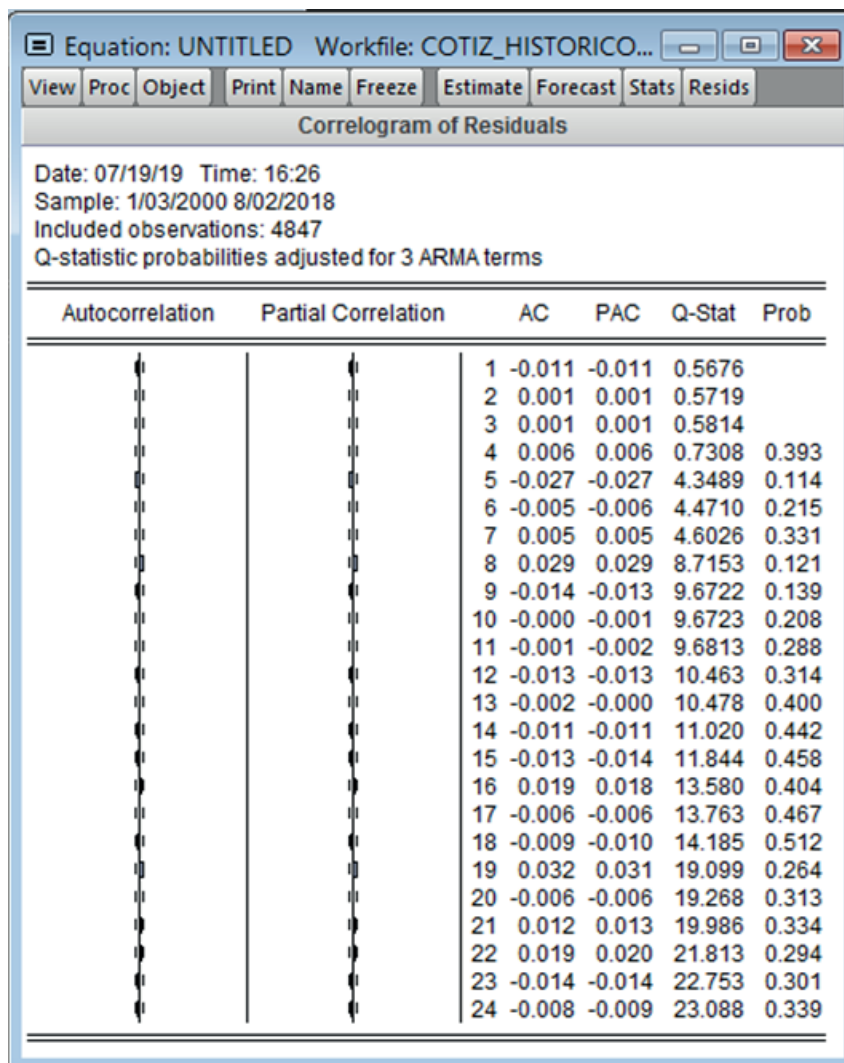 Equation: UNTITLED Workfile: COTIZ_HISTORICO...
View Proc Object Print Name Freeze Estimate Forecast Stats Resids
Correlogram of Residuals
Date: 07/19/19 Time: 16:26
Sample: 1/03/2000 8/02/2018
Included observations: 4847
Q-statistic probabilities adjusted for 3 ARMA terms
Autocorrelation Partial Correlation AC PAC Q-Stat Prob
1 -0.011 -0.011 0.5676
2 0.001 0.001 0.5719
3 0.001 0.001 0.5814
4 0.006 0.006 0.7308 0.393
5 -0.027 -0.027 4.3489 0.114
6 -0.005 -0.006 4.4710 0.215
7 0.005 0.005 4.6026 0.331
8 0.029 0.029 8.7153 0.121
9 -0.014 -0.013 9.6722 0.139
10 -0.000 -0.001 9.6723 0.208
11 -0.001 -0.002 9.6813 0.288
12 -0.013 -0.013 10.463 0.314
13 -0.002 -0.000 10.478 0.400
14 -0.011 -0.011 11.020 0.442
15 -0.013 -0.014 11.844 0.458
16 0.019 0.018 13.580 0.404
17 -0.006 -0.006 13.763 0.467
18 -0.009 -0.010 14.185 0.512
19 0.032 0.031 19.099 0.264
20 -0.006 -0.006 19.268 0.313
21 0.012 0.013 19.986 0.334
22 0.019 0.020 21.813 0.294
23 -0.014 -0.014 22.753 0.301
24 -0.008 -0.009 23.088 0.339